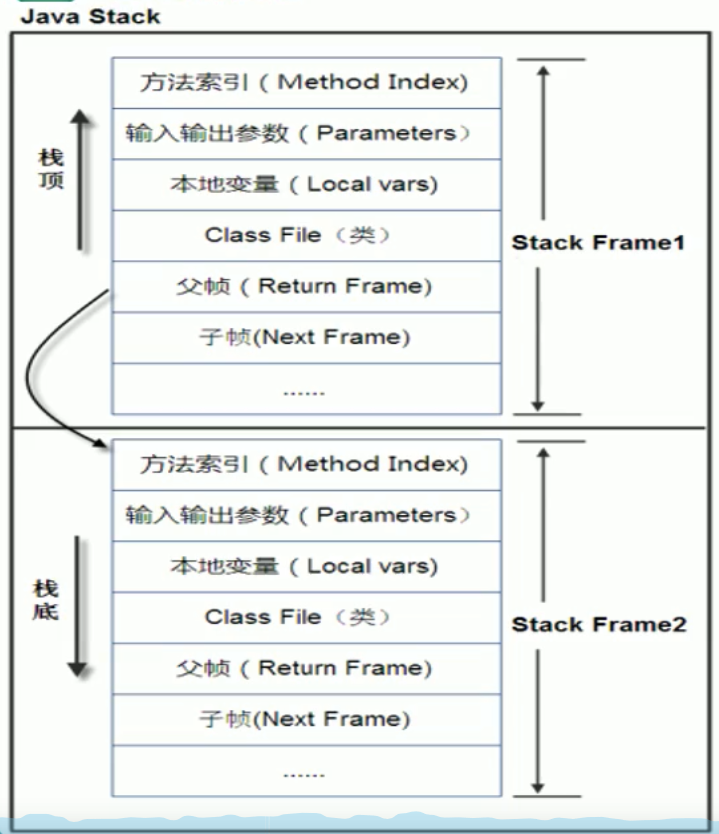 Java Stack
方法索引 ( Method Index)
输入输出参数 ( Parameters）
栈顶
本地变量 ( Local vars)
Class File（类）
Stack Frame1
父帧 ( Return Frame)
子帧(Next Frame)
......
方法索引 ( Method Index)
输入输出参数 ( Parameters）
本地变量 ( Local vars)
栈底
Class File（类）
Stack Frame2
父帧 ( Return Frame)
子帧(Next Frame)
......